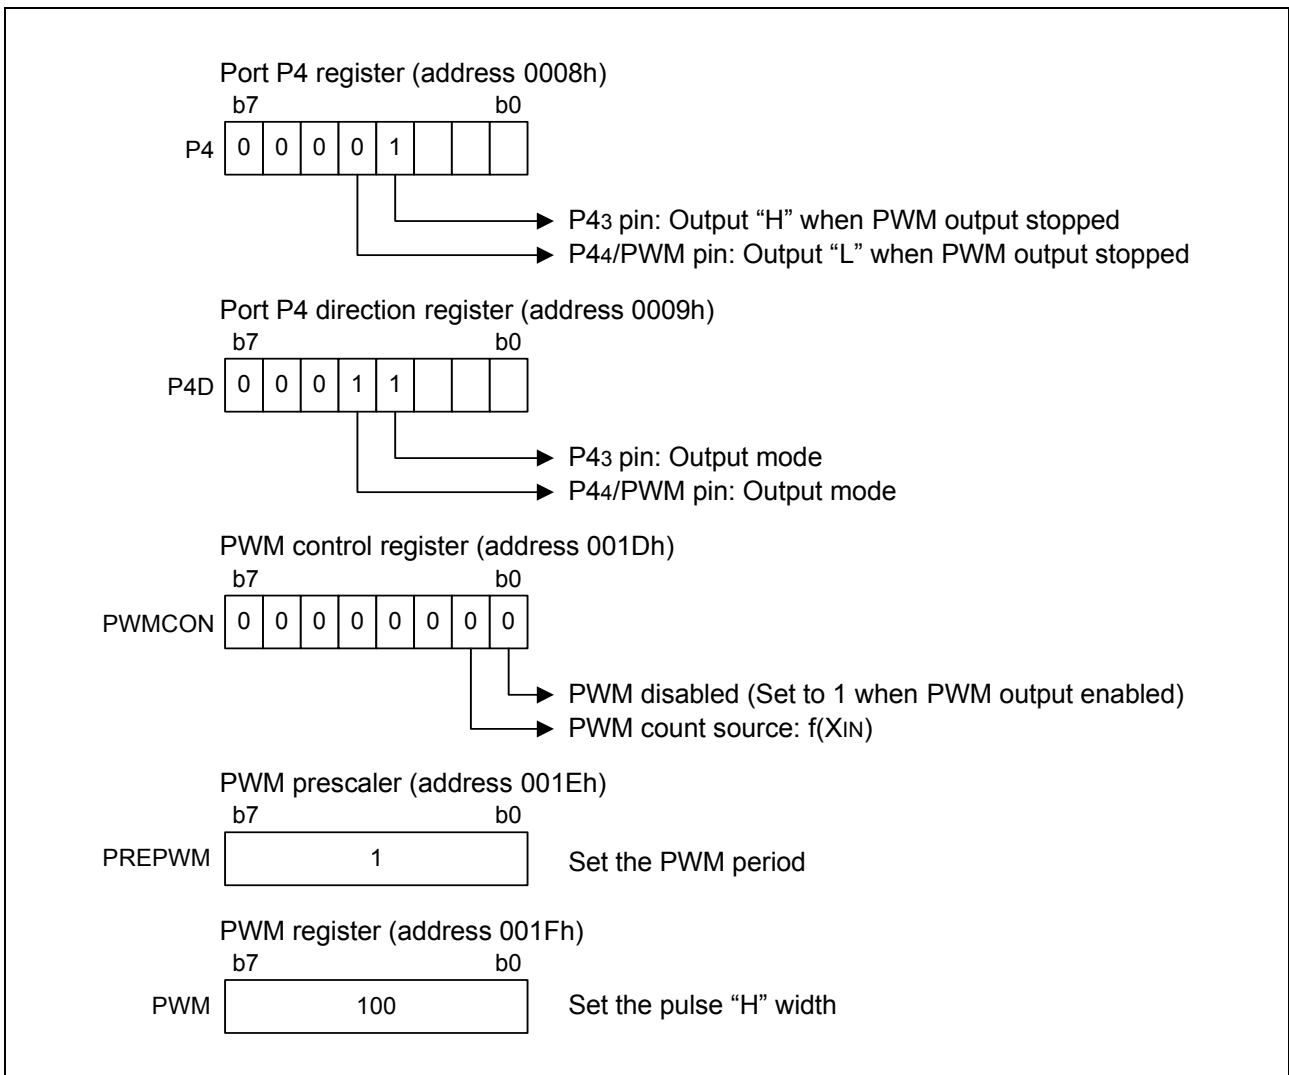 Port P4 register (address 0008h)
b7 b0
P4 0 0 0 0 1
P43 pin: Output “H” when PWM output stopped
P44/PWM pin: Output “L” when PWM output stopped
Port P4 direction register (address 0009h)
b7 b0
P4D 0 0 0 1 1
P43 pin: Output mode
P44/PWM pin: Output mode
PWM control register (address 001Dh)
b7 b0
PWMCON 0 0 0 0 0 0 0 0
PWM disabled (Set to 1 when PWM output enabled)
PWM count source: f(XIN)
PWM prescaler (address 001Eh)
b7 b0
PREPWM 1 Set the PWM period
PWM register (address 001Fh)
b7 b0
PWM 100 Set the pulse “H” width